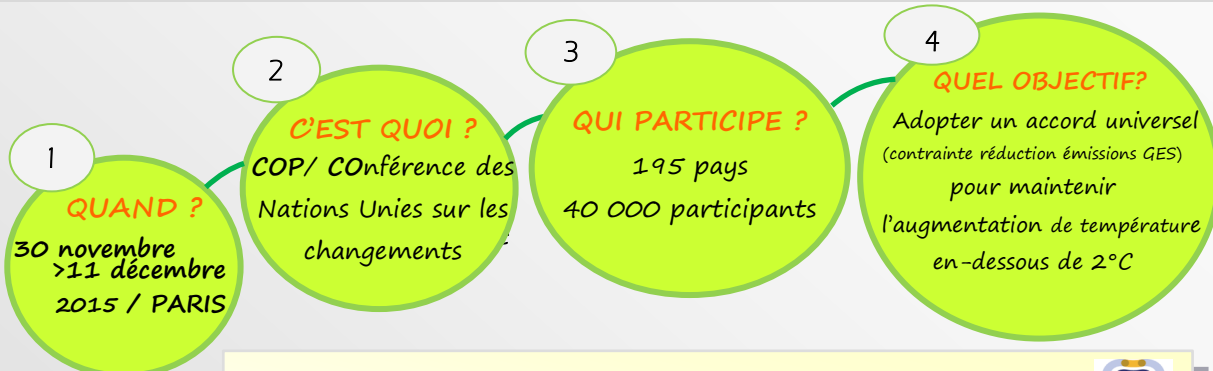 1
QUAND ?
30 novembre
>11 décembre
2015 / PARIS
2
C'EST QUOI ?
COP/ COnférence des
Nations Unies sur les
changements
3
QUI PARTICIPE ?
195 pays
40 000 participants
4
QUEL OBJECTIF?
Adopter un accord universel
(contrainte réduction émissions GES)
pour maintenir
l'augmentation de température
en-dessous de 2°C